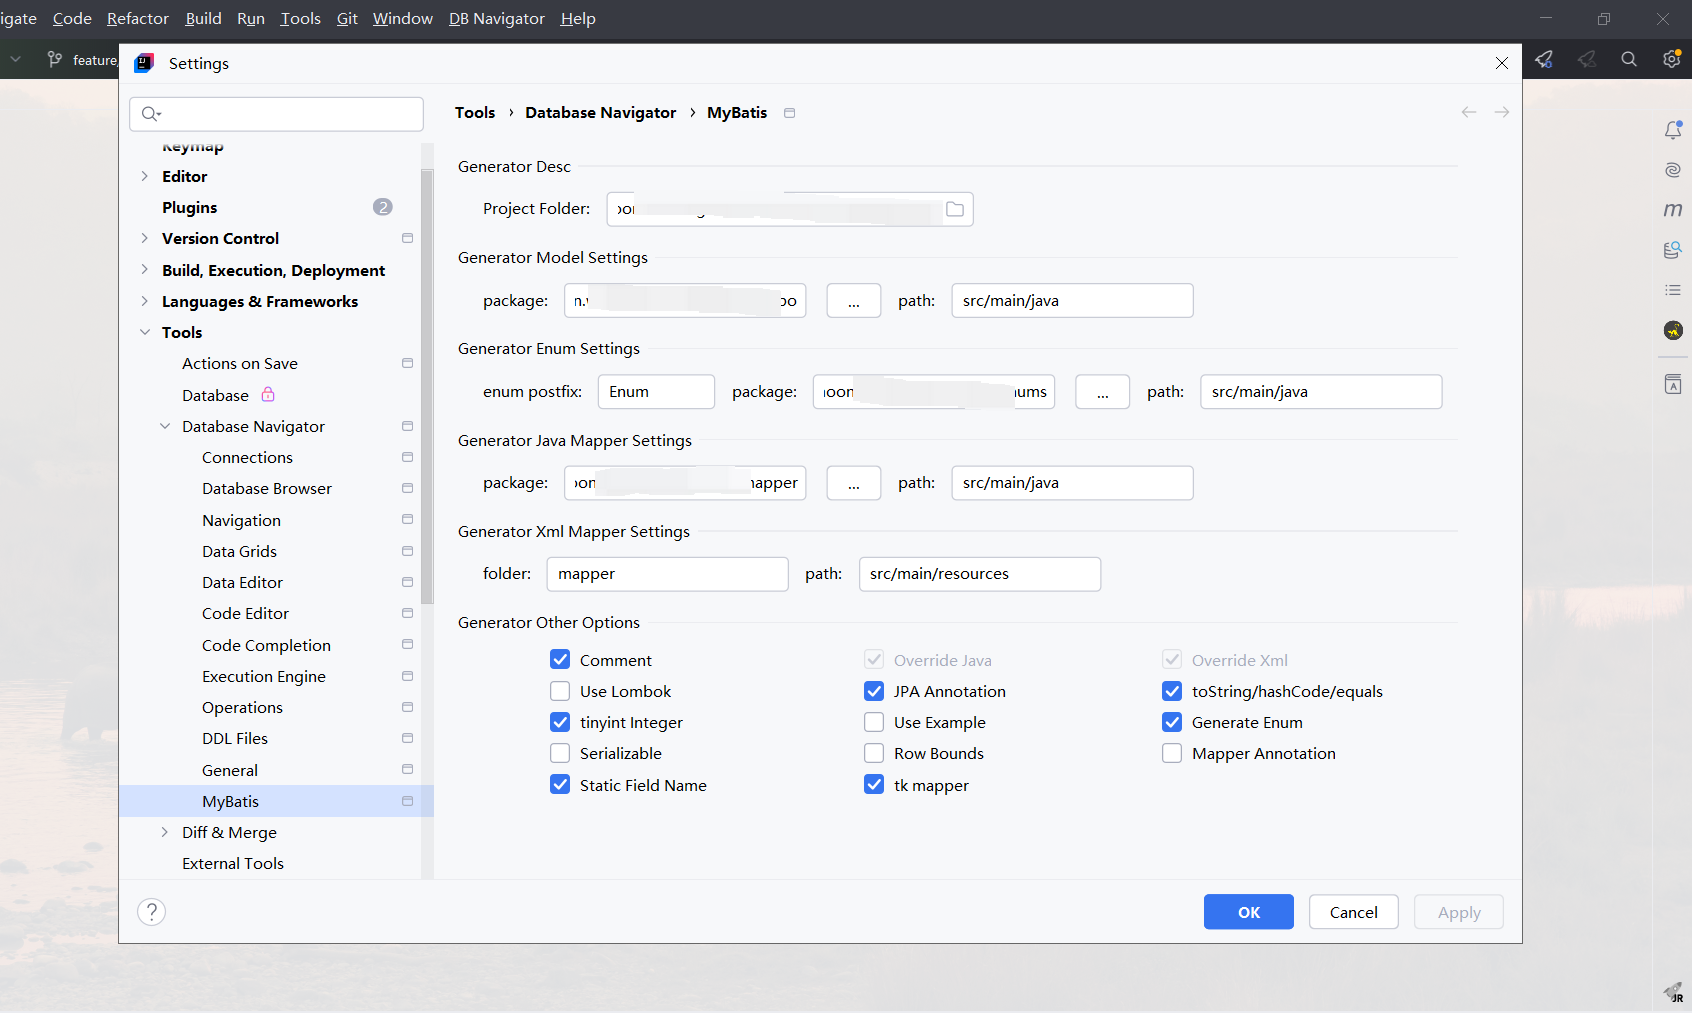 igate Code Refactor Build Run Tools Git Window DB Navigator Help
feature/
Settings
Tools › Database Navigator › MyBatis
Keymap
Editor
Plugins 2
Version Control
Build, Execution, Deployment
Languages & Frameworks
Tools
Actions on Save
Database
Database Navigator
Connections
Database Browser
Navigation
Data Grids
Data Editor
Code Editor
Code Completion
Execution Engine
Operations
DDL Files
General
MyBatis
Diff & Merge
External Tools
Generator Desc
Project Folder:
Generator Model Settings
package: ... path: src/main/java
Generator Enum Settings
enum postfix: Enum package: ... path: src/main/java
Generator Java Mapper Settings
package: ... path: src/main/java
Generator Xml Mapper Settings
folder: mapper path: src/main/resources
Generator Other Options
Comment Override Java Override Xml
Use Lombok JPA Annotation toString/hashCode/equals
tinyint Integer Use Example Generate Enum
Serializable Row Bounds Mapper Annotation
Static Field Name tk mapper
? OK Cancel Apply
m
A
JR